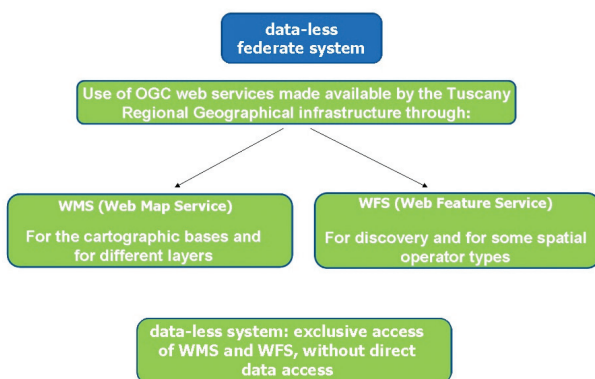 data-less
federate system
Use of OGC web services made available by the Tuscany
Regional Geographical infrastructure through:
WMS (Web Map Service)
For the cartographic bases and
for different layers
WFS (Web Feature Service)
For discovery and for some spatial
operator types
data-less system: exclusive access
of WMS and WFS, without direct
data access